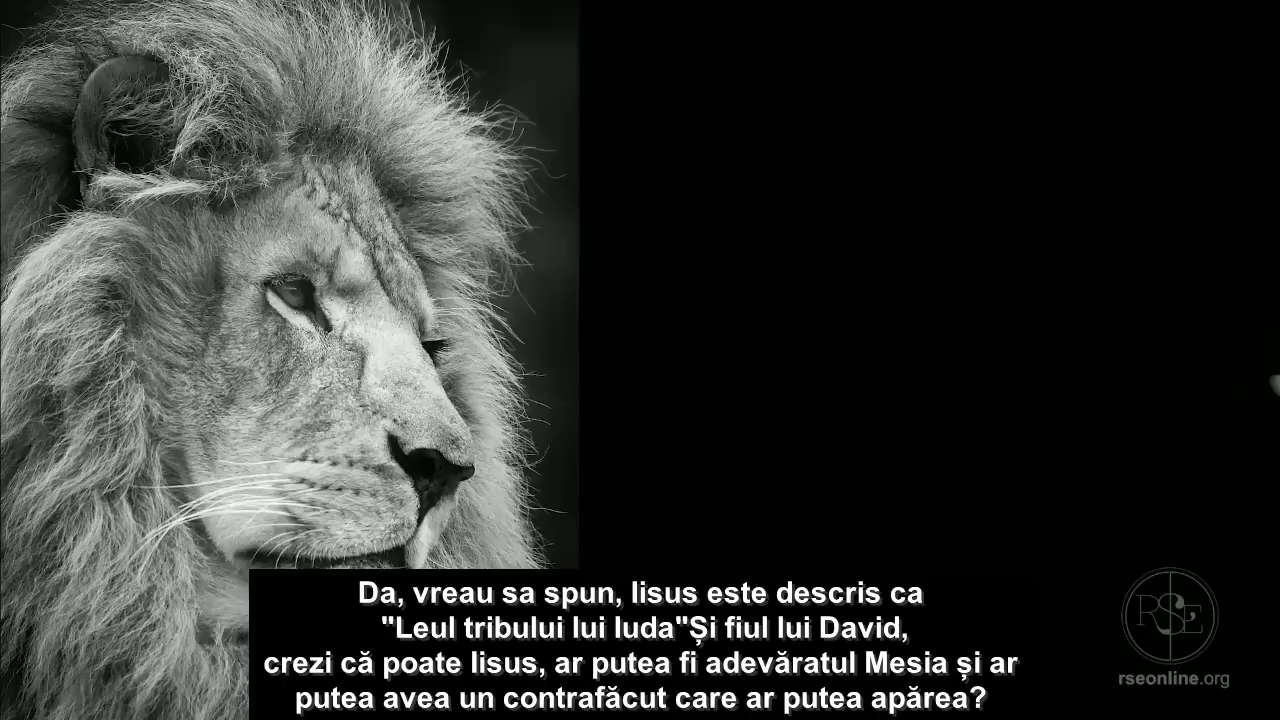 Da, vreau sa spun, Iisus este descris ca
"Leul tribului lui Iuda"Și fiul lui David,
crezi că poate Iisus, ar putea fi adevăratul Mesia și ar
putea avea un contrafăcut care ar putea apărea?
RSE
rseonline.org